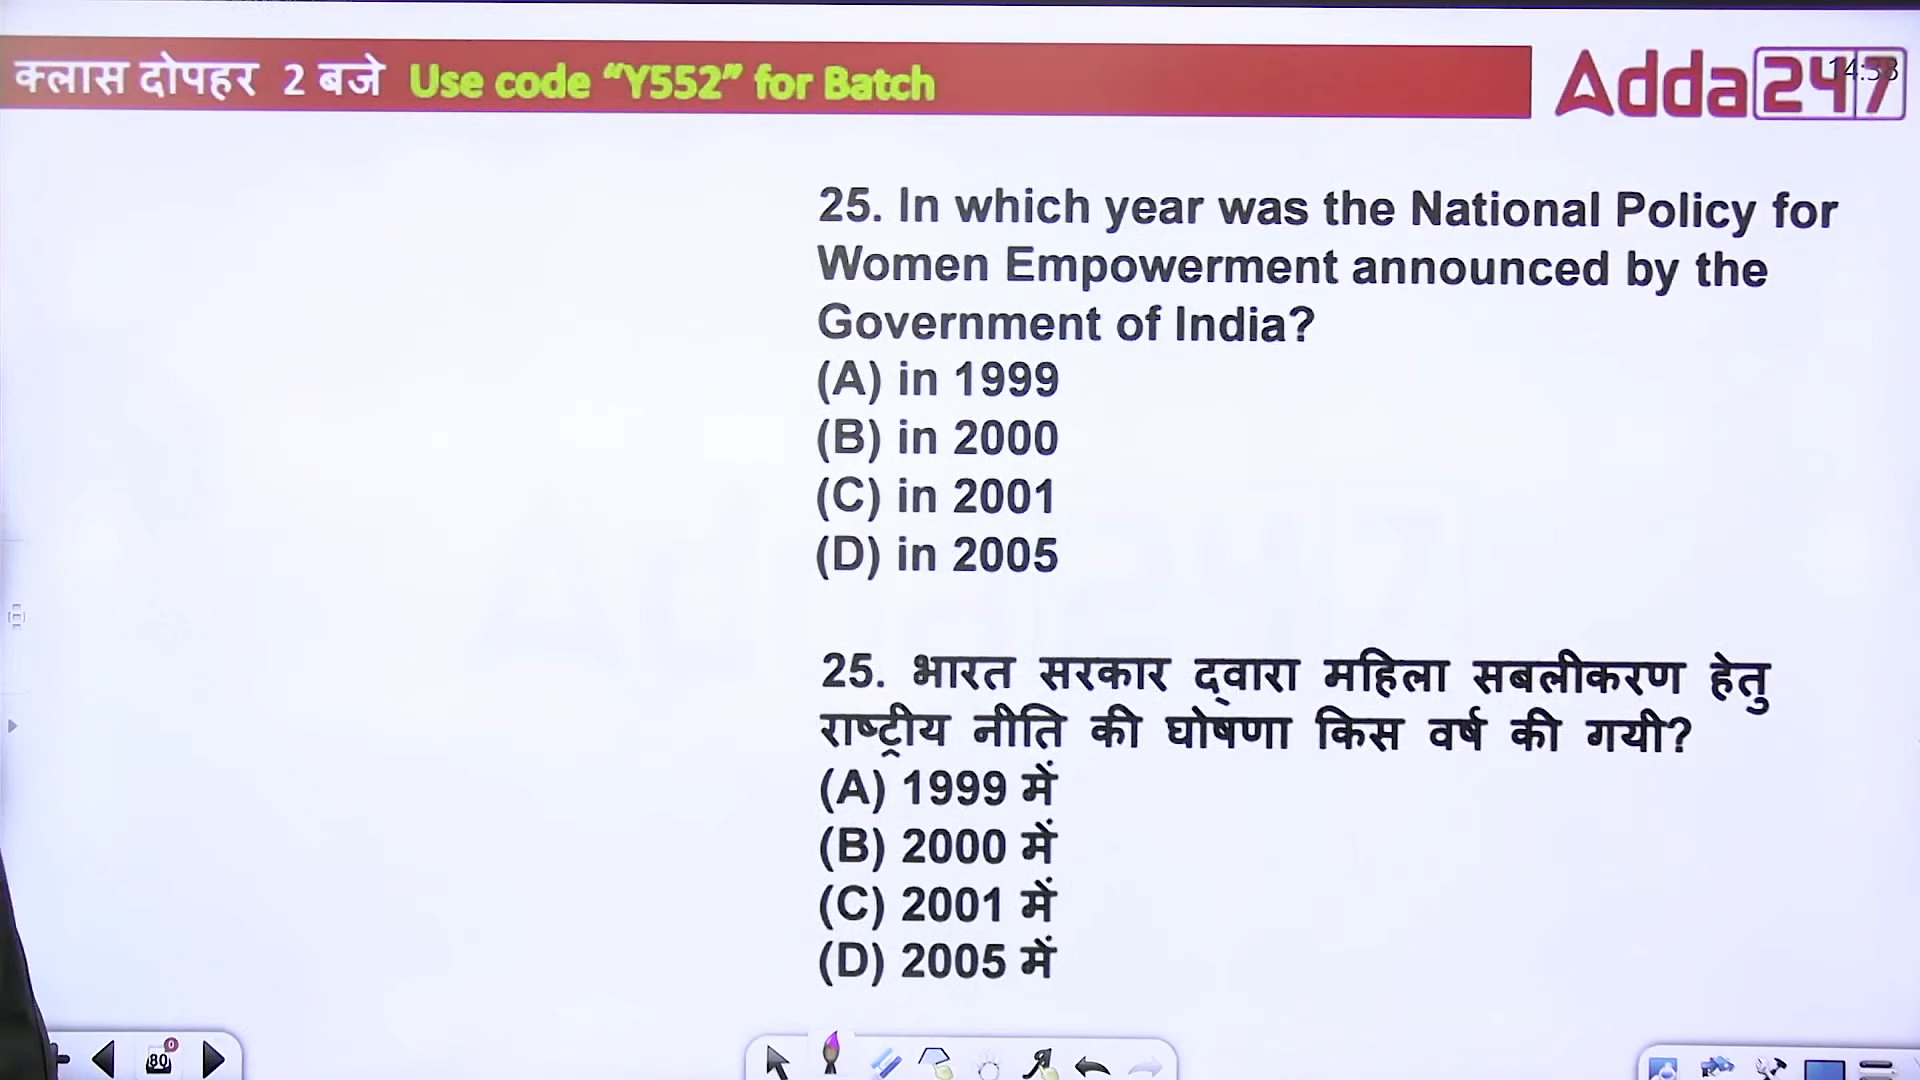 क्लास दोपहर 2 बजे Use code “Y552” for Batch
Adda247
25. In which year was the National Policy for
Women Empowerment announced by the
Government of India?
(A) in 1999
(B) in 2000
(C) in 2001
(D) in 2005
25. भारत सरकार द्वारा महिला सबलीकरण हेतु
राष्ट्रीय नीति की घोषणा किस वर्ष की गयी?
(A) 1999 में
(B) 2000 में
(C) 2001 में
(D) 2005 में
80
0